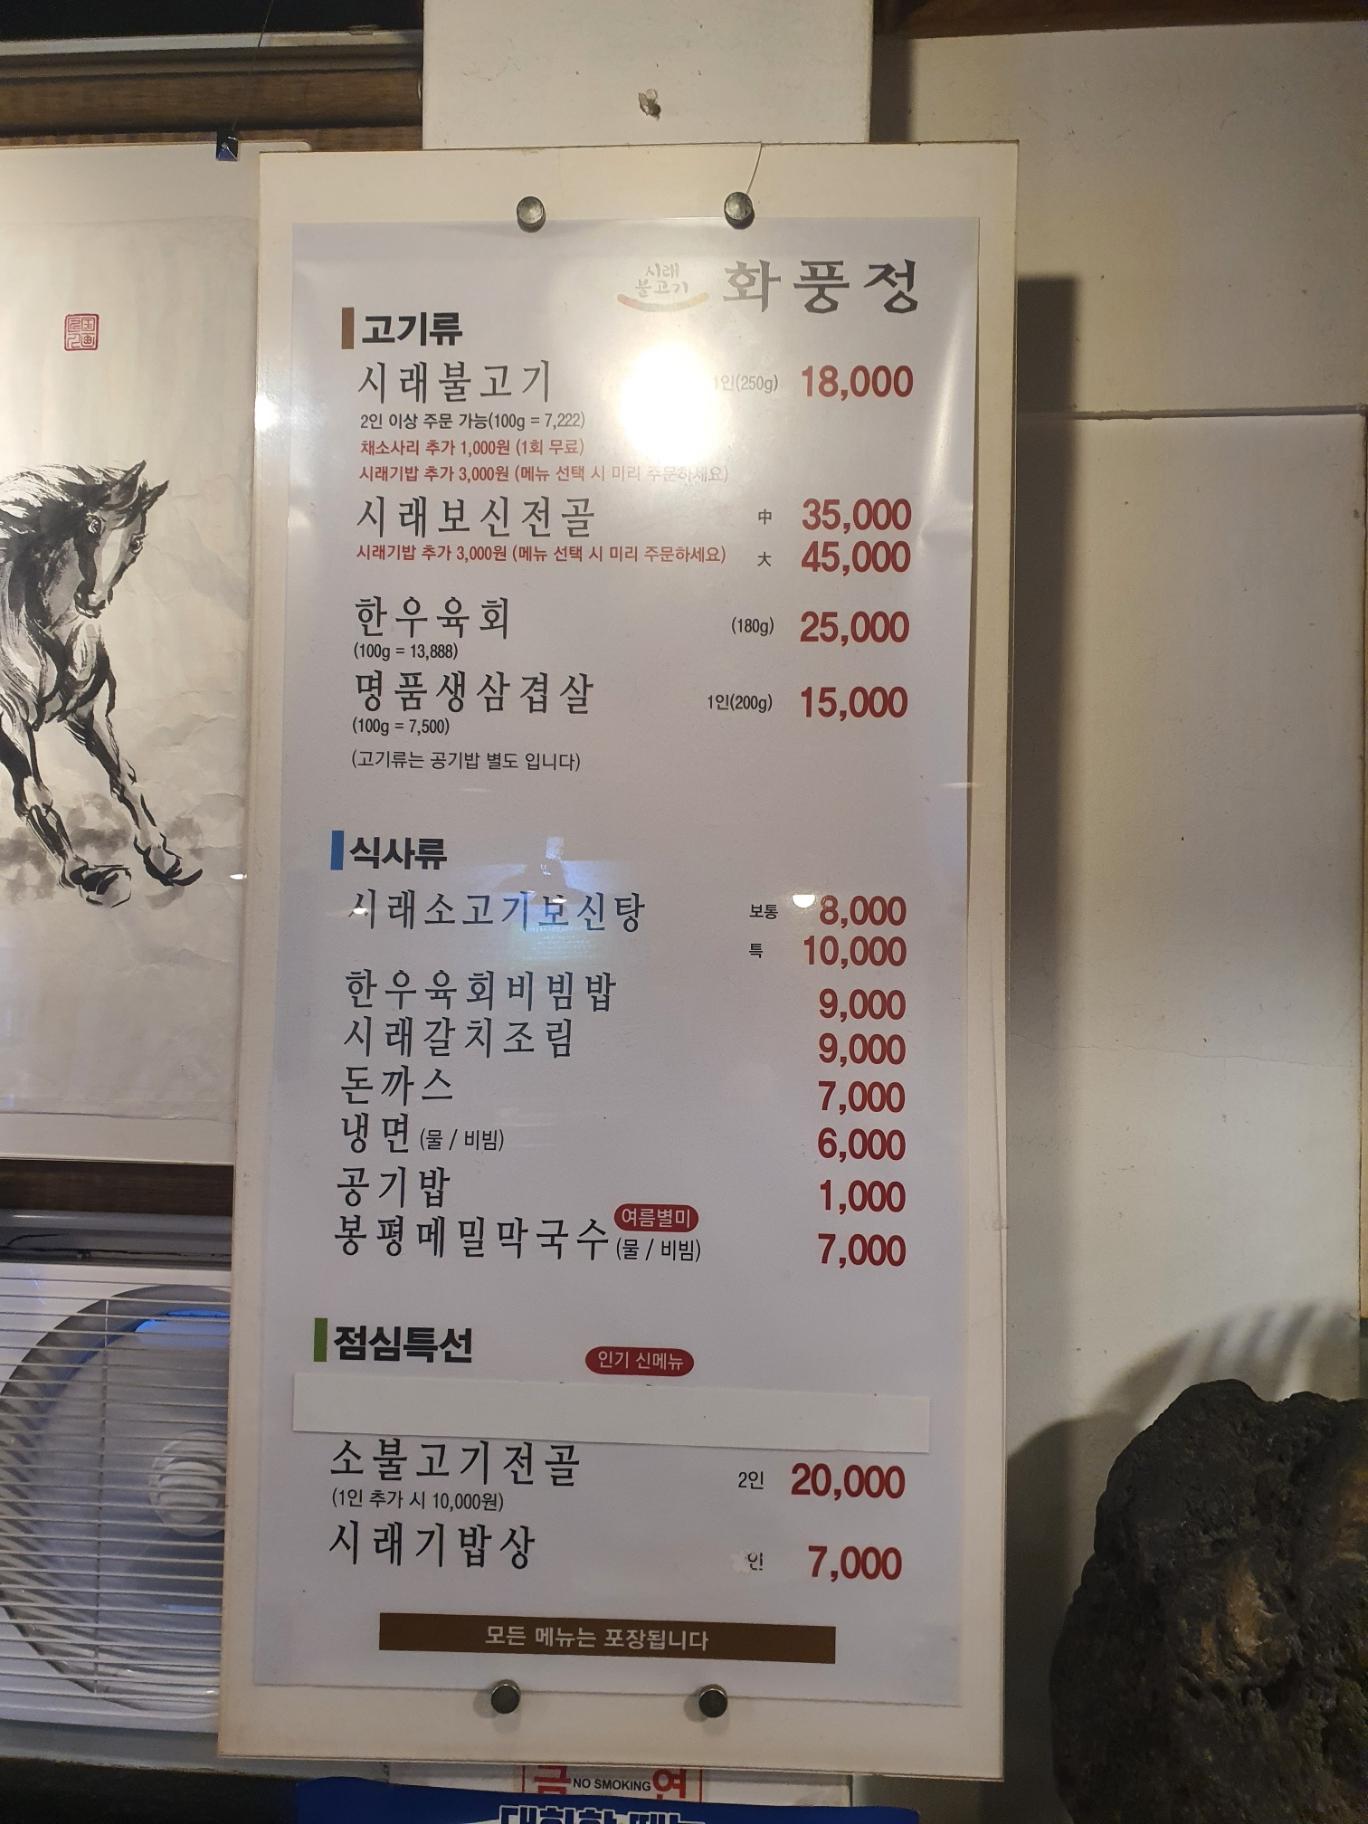 시래
불고기
화풍정
고기류
시래불고기 1인(250g) 18,000
2인 이상 주문 가능(100g = 7,222)
채소사리 추가 1,000원 (1회 무료)
시래기밥 추가 3,000원 (메뉴 선택 시 미리 주문하세요)
시래보신전골 中 35,000
시래기밥 추가 3,000원 (메뉴 선택 시 미리 주문하세요) 大 45,000
한우육회 (180g) 25,000
(100g = 13,888)
명품생삼겹살 1인(200g) 15,000
(100g = 7,500)
(고기류는 공기밥 별도 입니다)
식사류
시래소고기보신탕 보통 8,000
특 10,000
한우육회비빔밥 9,000
시래갈치조림 9,000
돈까스 7,000
냉면 (물 / 비빔) 6,000
공기밥 1,000
여름별미
봉평메밀막국수 (물 / 비빔) 7,000
점심특선 인기 신메뉴
소불고기전골 2인 20,000
(1인 추가 시 10,000원)
시래기밥상 인 7,000
모든 메뉴는 포장됩니다
금 NO SMOKING 연